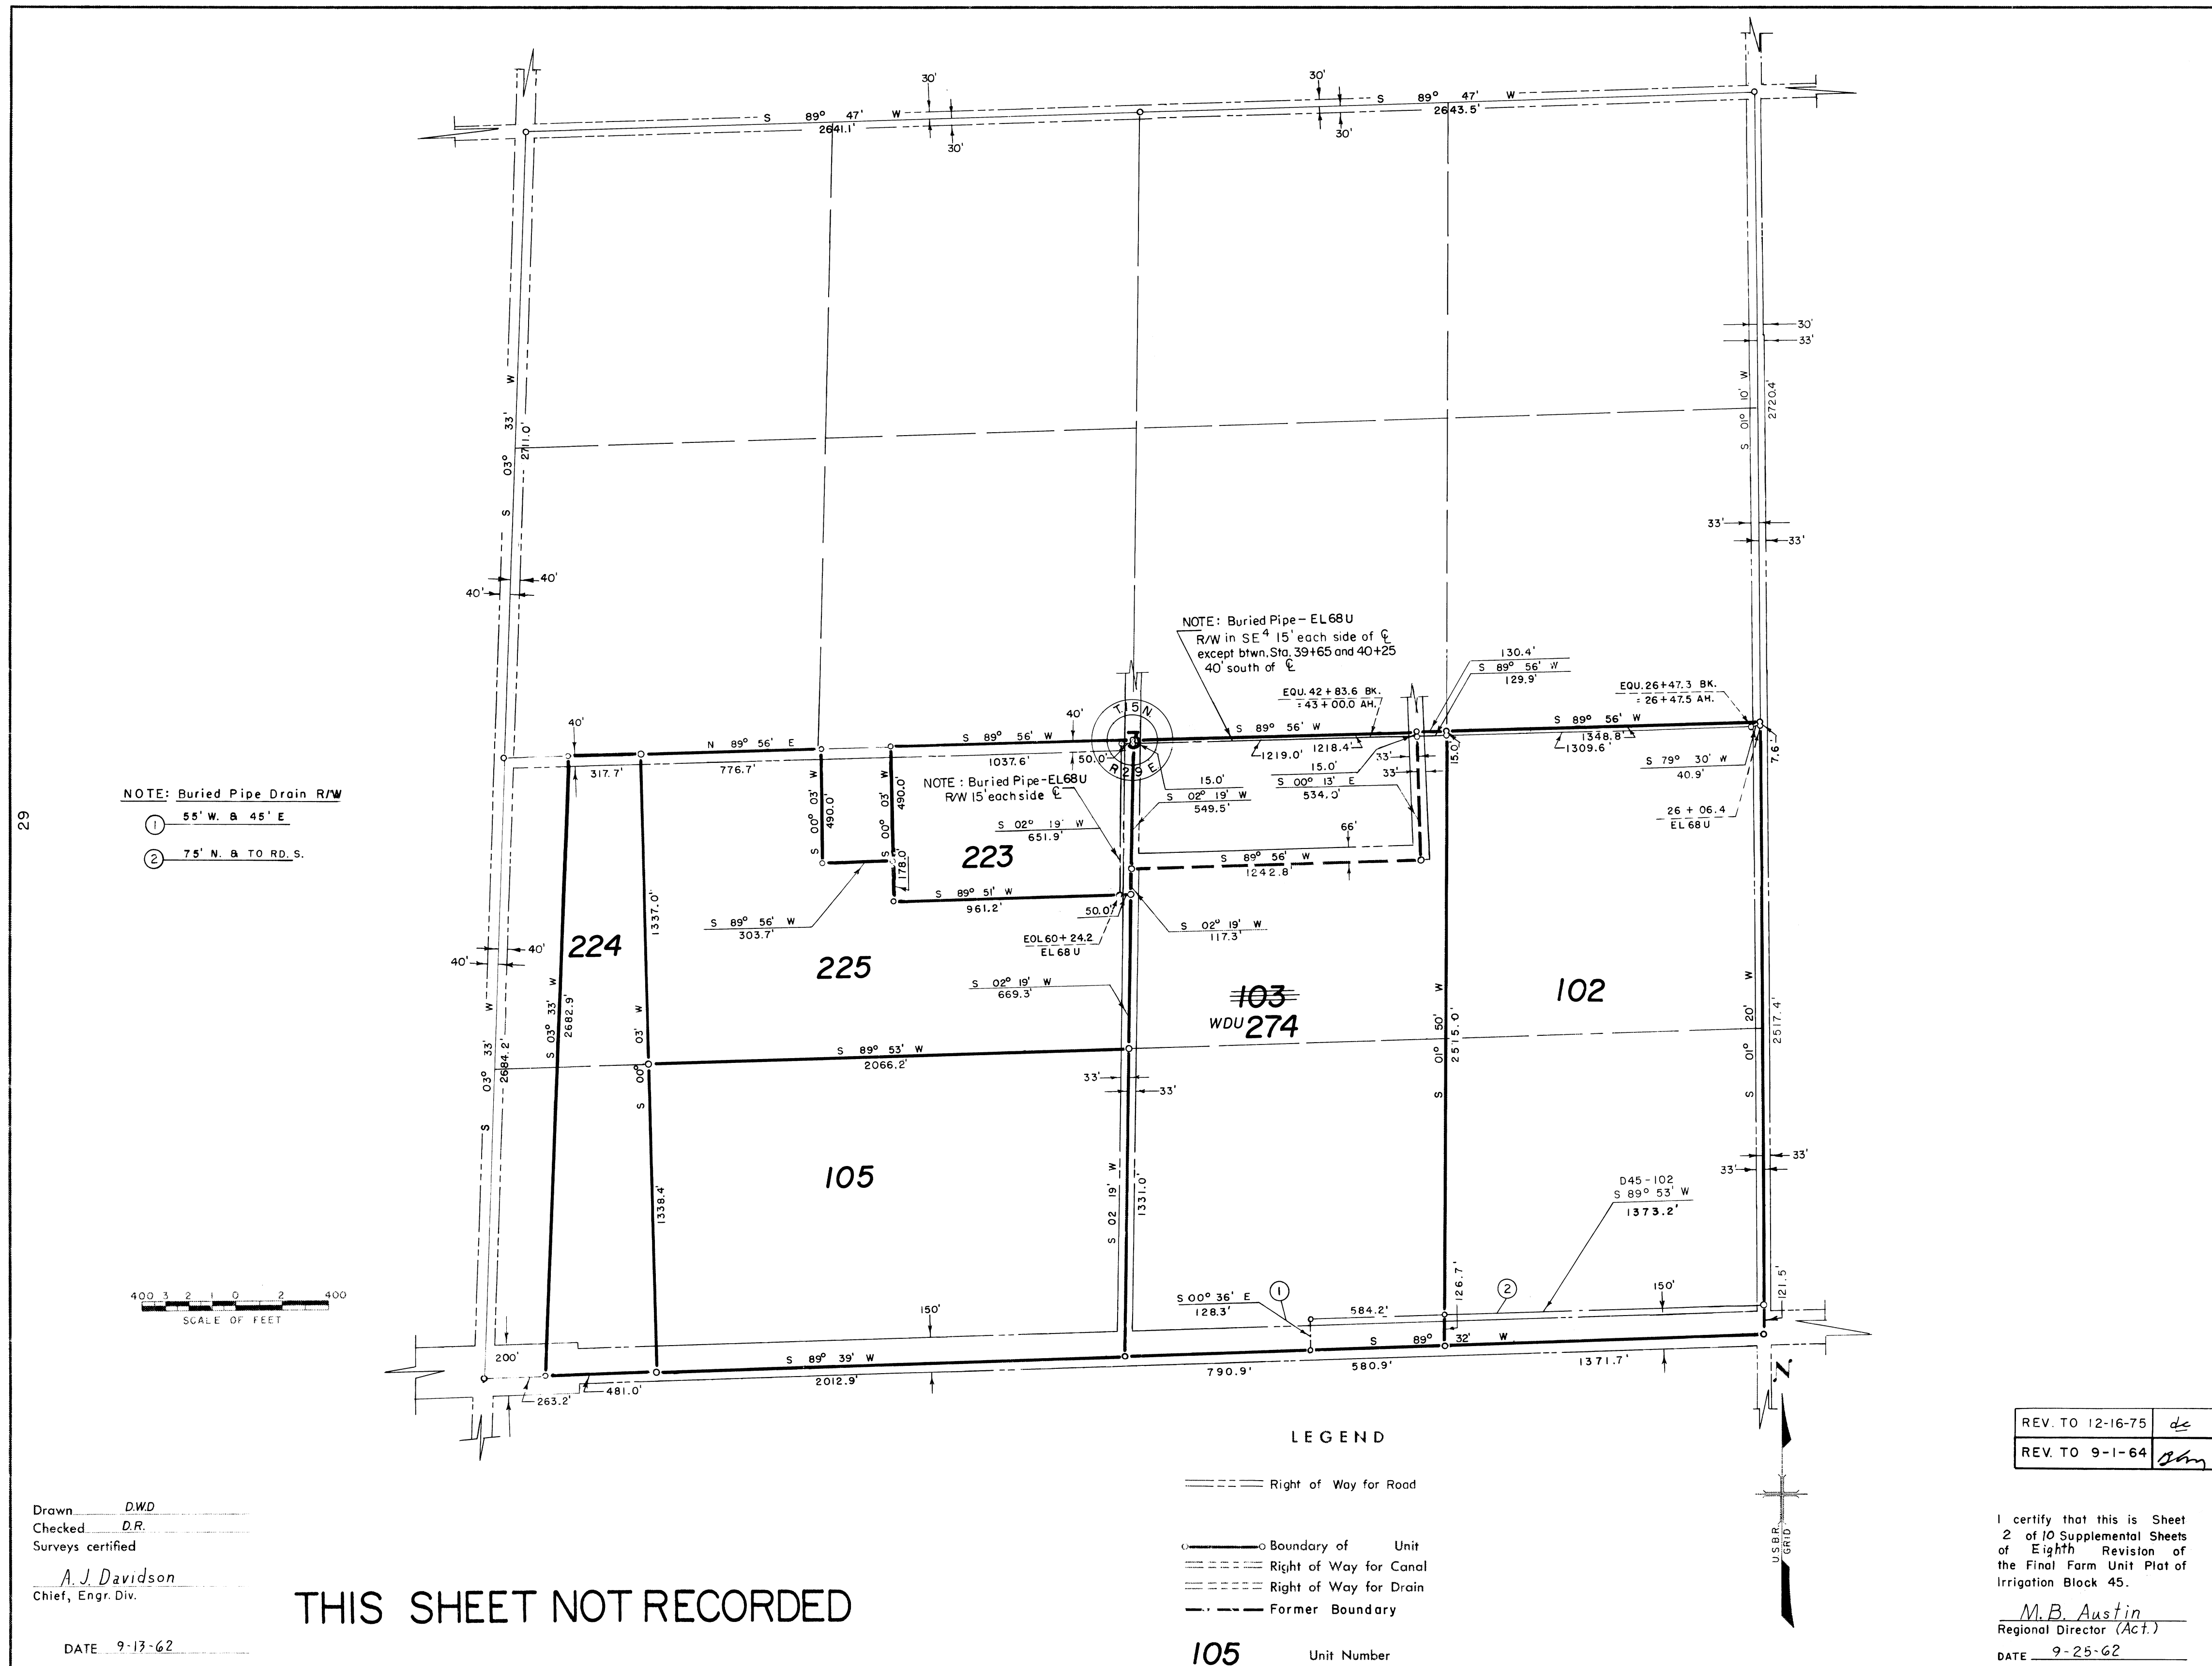 30'
30'
S 89° 47' W
2641.1'
30'
S 89° 47' W
2643.5'
30'
S 03° 33' W
2711.0'
30'
33'
S 01° 10' W
2720.4'
33'
33'
40'
40'
NOTE: Buried Pipe - EL68U
R/W in SE4 15' each side of ℄
except btwn. Sta. 39+65 and 40+25
40' south of ℄
130.4'
S 89° 56' W
129.9'
EQU. 42 + 83.6 BK.
= 43 + 00.0 AH.
EQU. 26+47.3 BK.
= 26+47.5 AH.
40'
N 89° 56' E
317.7'
776.7'
S 89° 56' W
40'
1037.6'
50.0'
T. 15 N.
3
R 29 E
S 89° 56' W
1219.0'
1218.4'
33'
33'
15.0'
S 89° 56' W
1348.8'
1309.6'
7.6
S 79° 30' W
40.9'
26 + 06.4
EL 68 U
15.0'
S 00° 13' E
534.0'
NOTE: Buried Pipe-EL68U
R/W 15' each side ℄
15.0'
S 02° 19' W
549.5'
S 00° 03' W
490.0'
S 00° 03' W
490.0'
S 02° 19' W
651.9'
223
178.0'
66'
S 89° 56' W
1242.8'
NOTE: Buried Pipe Drain R/W
1 55' W. & 45' E
2 75' N. & TO RD. S.
29
S 89° 51' W
961.2'
50.0'
S 89° 56' W
303.7'
S 02° 19' W
117.3'
EOL 60+24.2
EL 68 U
1337.0'
224
225
40'
40'
S 02° 19' W
669.3'
103
WDU 274
102
S 03° 33' W
2684.2'
S 03° 33' W
2682.9'
S 00° 03' W
S 01° 50' W
2515.0'
S 01° 20' W
2517.4'
S 89° 53' W
2066.2'
33'
33'
105
1338.4'
S 02 19' W
1331.0'
33'
33'
D45-102
S 89° 53' W
1373.2'
400 3 2 1 0 2 400
SCALE OF FEET
150'
S 00° 36' E
128.3'
1
584.2'
126.7'
2
150'
121.5'
200'
S 89° 39' W
2012.9'
481.0'
263.2'
S 89° 32' W
790.9'
580.9'
1371.7'
N.
U.S.B.R.
GRID
LEGEND
Right of Way for Road
Boundary of Unit
Right of Way for Canal
Right of Way for Drain
Former Boundary
105 Unit Number
REV. TO 12-16-75 de
REV. TO 9-1-64
Drawn D.W.D
Checked D.R.
Surveys certified
A. J. Davidson
Chief, Engr. Div.
DATE 9-13-62
THIS SHEET NOT RECORDED
I certify that this is Sheet
2 of 10 Supplemental Sheets
of Eighth Revision of
the Final Farm Unit Plat of
Irrigation Block 45.
M. B. Austin
Regional Director (Act.)
DATE 9-25-62